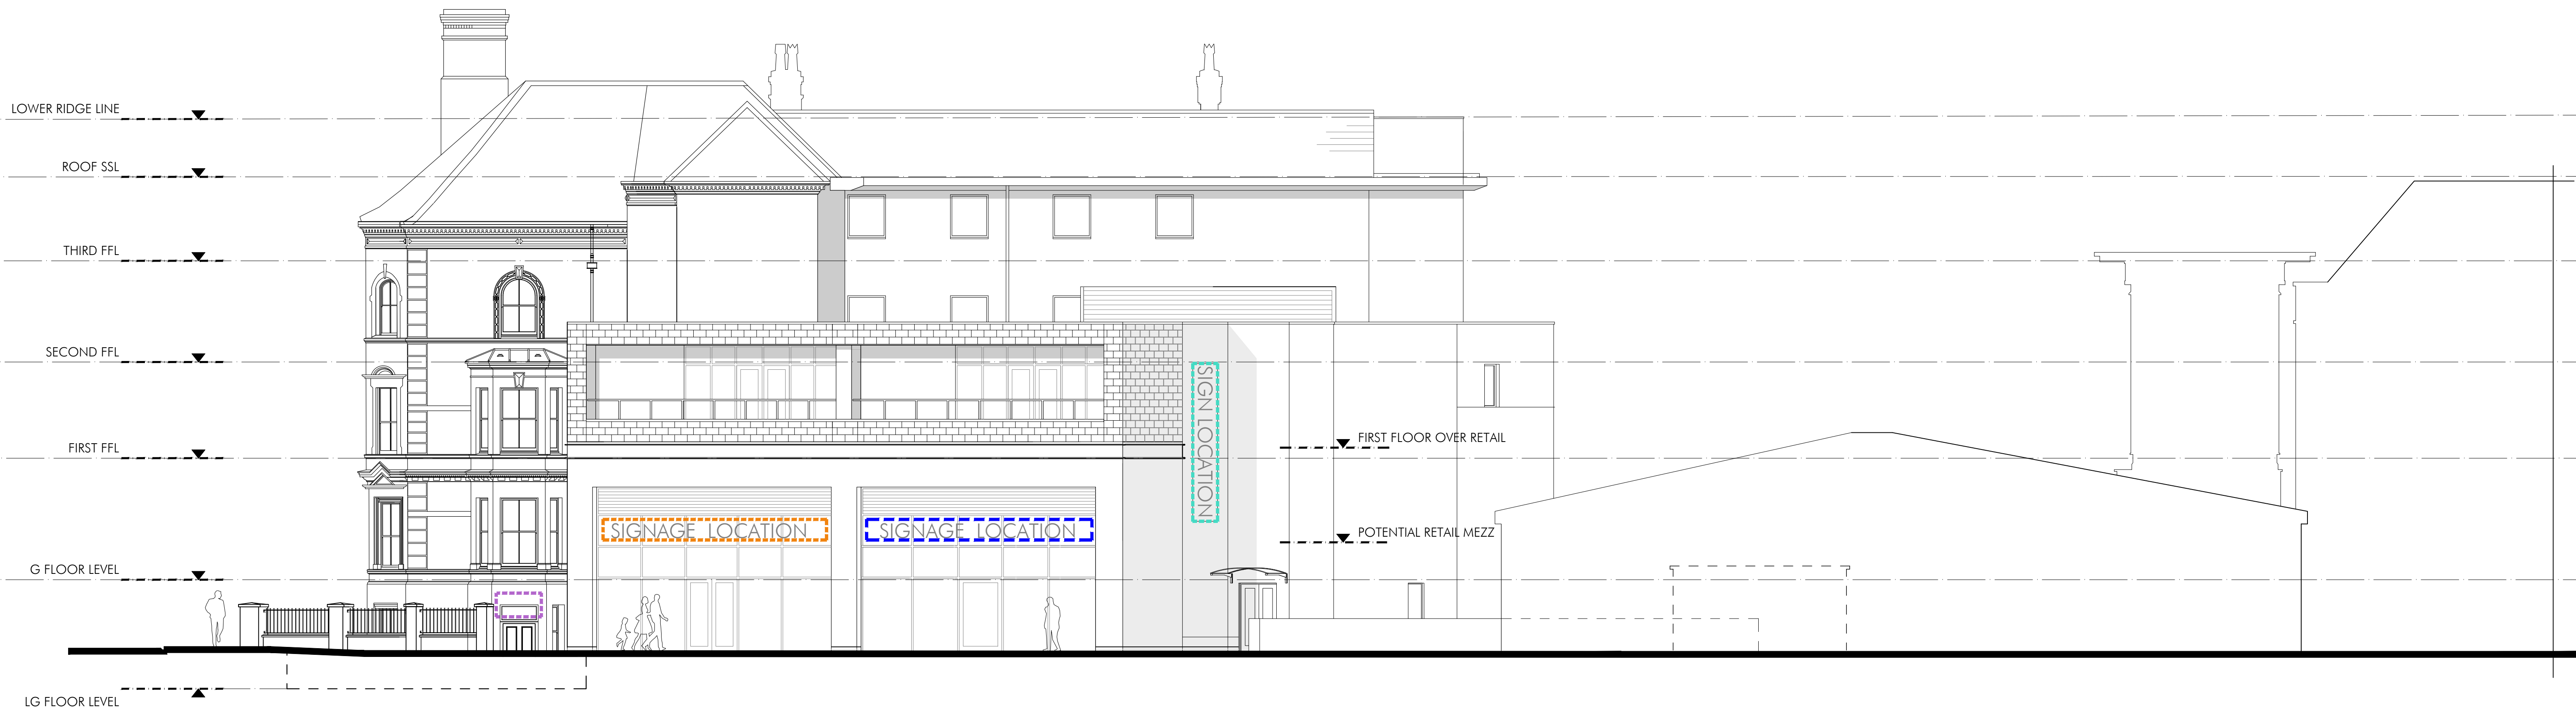 LOWER RIDGE LINE
ROOF SSL
THIRD FFL
SECOND FFL
FIRST FFL
G FLOOR LEVEL
LG FLOOR LEVEL
SIGNAGE LOCATION
SIGNAGE LOCATION
SIGN LOCATION
FIRST FLOOR OVER RETAIL
POTENTIAL RETAIL MEZZ